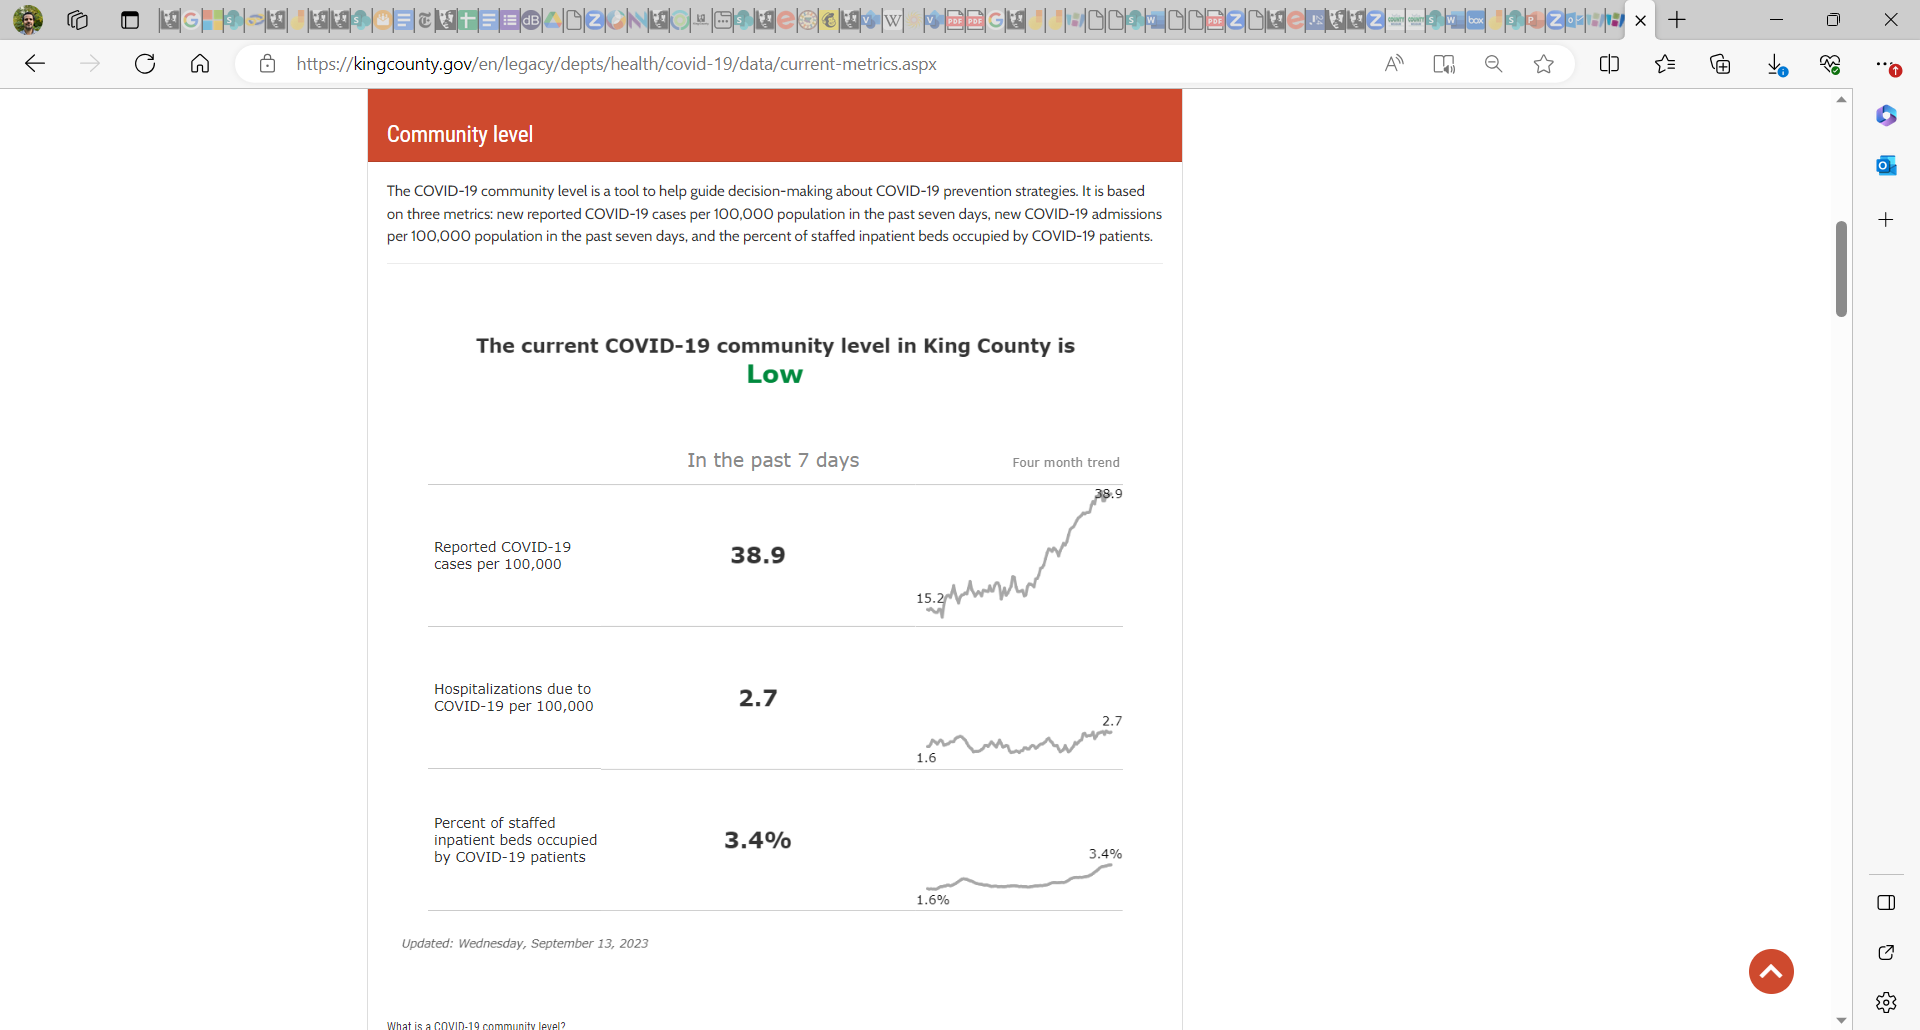 https://kingcounty.gov/en/legacy/depts/health/covid-19/data/current-metrics.aspx
Community level
The COVID-19 community level is a tool to help guide decision-making about COVID-19 prevention strategies. It is based
on three metrics: new reported COVID-19 cases per 100,000 population in the past seven days, new COVID-19 admissions
per 100,000 population in the past seven days, and the percent of staffed inpatient beds occupied by COVID-19 patients.
The current COVID-19 community level in King County is
Low
In the past 7 days
Four month trend
Reported COVID-19
cases per 100,000
38.9
15.2
38.9
Hospitalizations due to
COVID-19 per 100,000
2.7
1.6
2.7
Percent of staffed
inpatient beds occupied
by COVID-19 patients
3.4%
1.6%
3.4%
Updated: Wednesday, September 13, 2023
What is a COVID-19 community level?